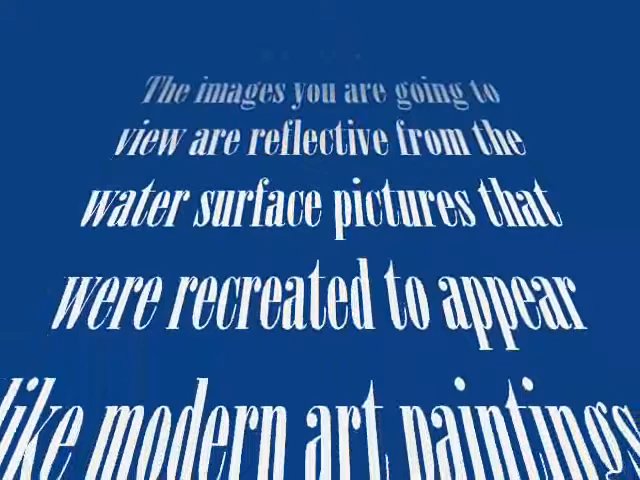 The images you are going to
view are reflective from the
water surface pictures that
were recreated to appear
like modern art paintings